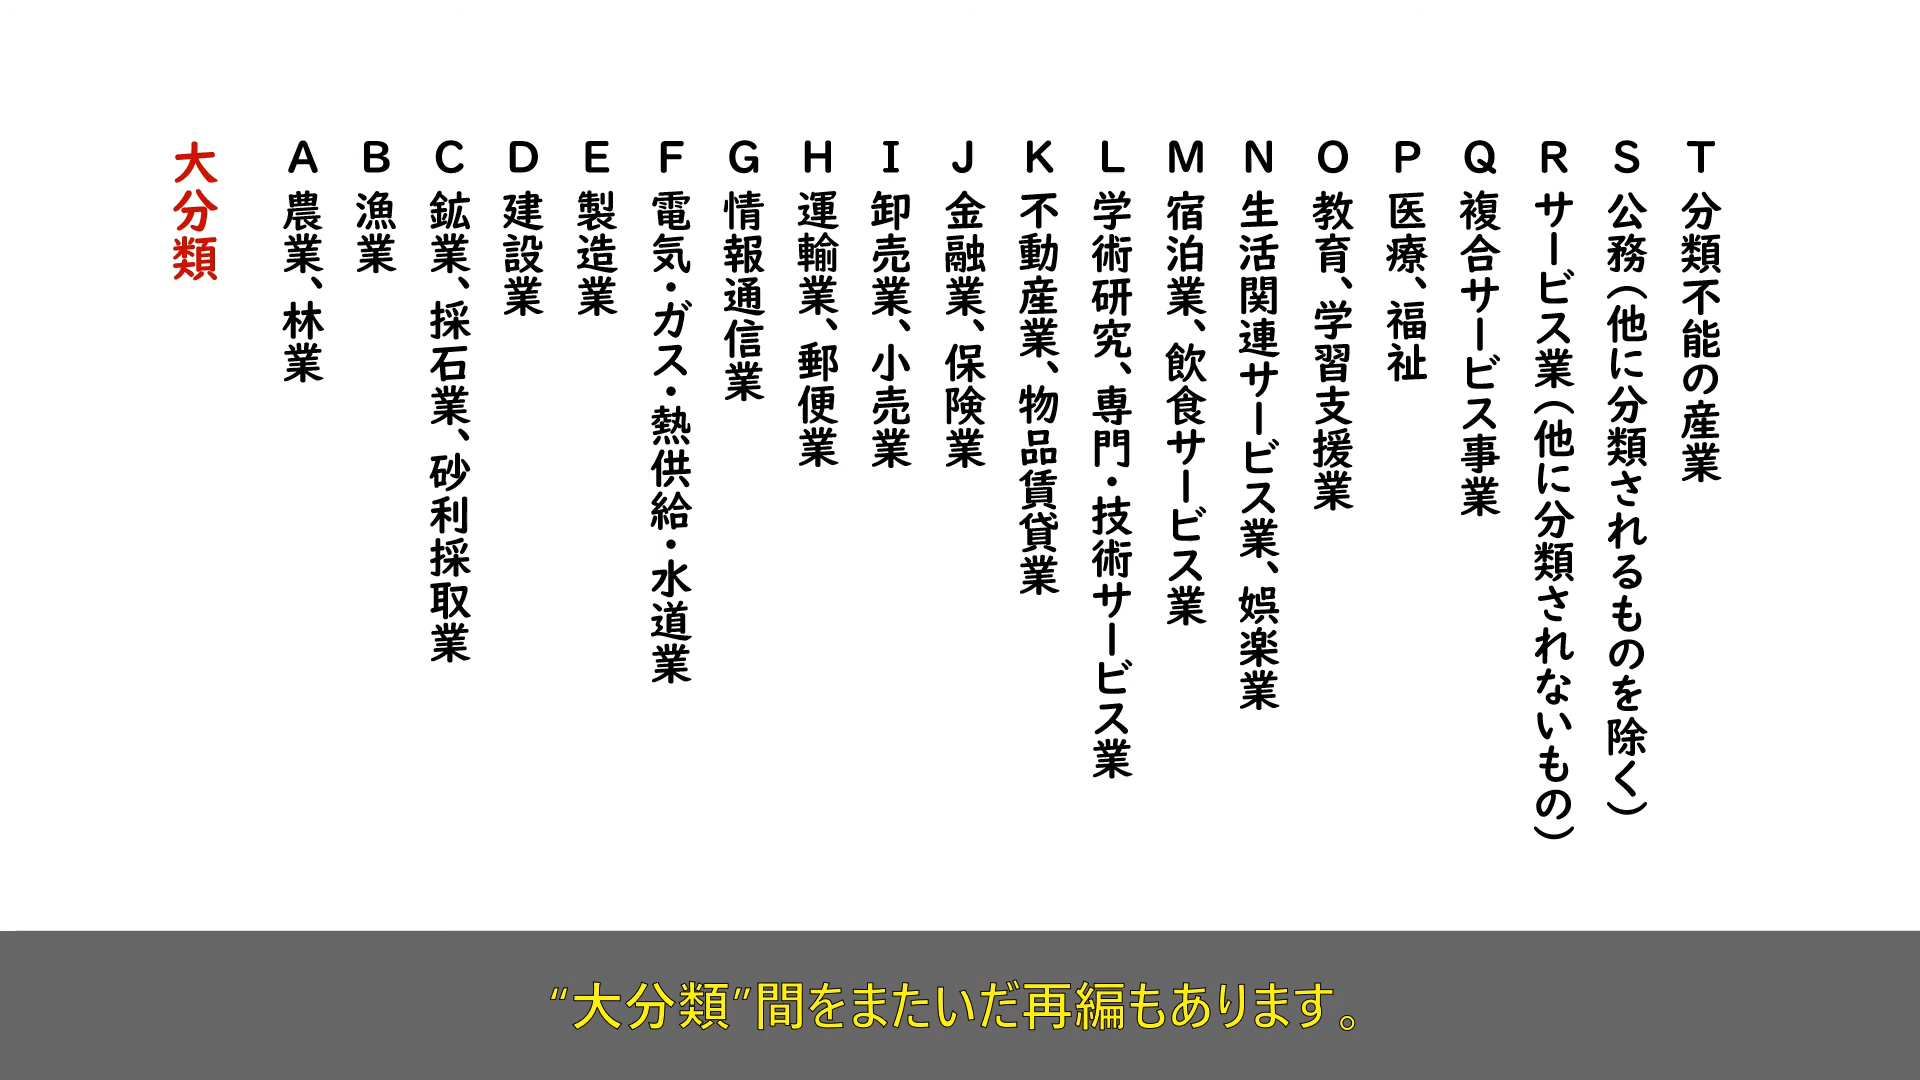 大分類
A 農業、林業
B 漁業
C 鉱業、採石業、砂利採取業
D 建設業
E 製造業
F 電気・ガス・熱供給・水道業
G 情報通信業
H 運輸業、郵便業
I 卸売業、小売業
J 金融業、保険業
K 不動産業、物品賃貸業
L 学術研究、専門・技術サービス業
M 宿泊業、飲食サービス業
N 生活関連サービス業、娯楽業
O 教育、学習支援業
P 医療、福祉
Q 複合サービス事業
R サービス業(他に分類されないもの)
S 公務(他に分類されるものを除く)
T 分類不能の産業
“大分類”間をまたいだ再編もあります。